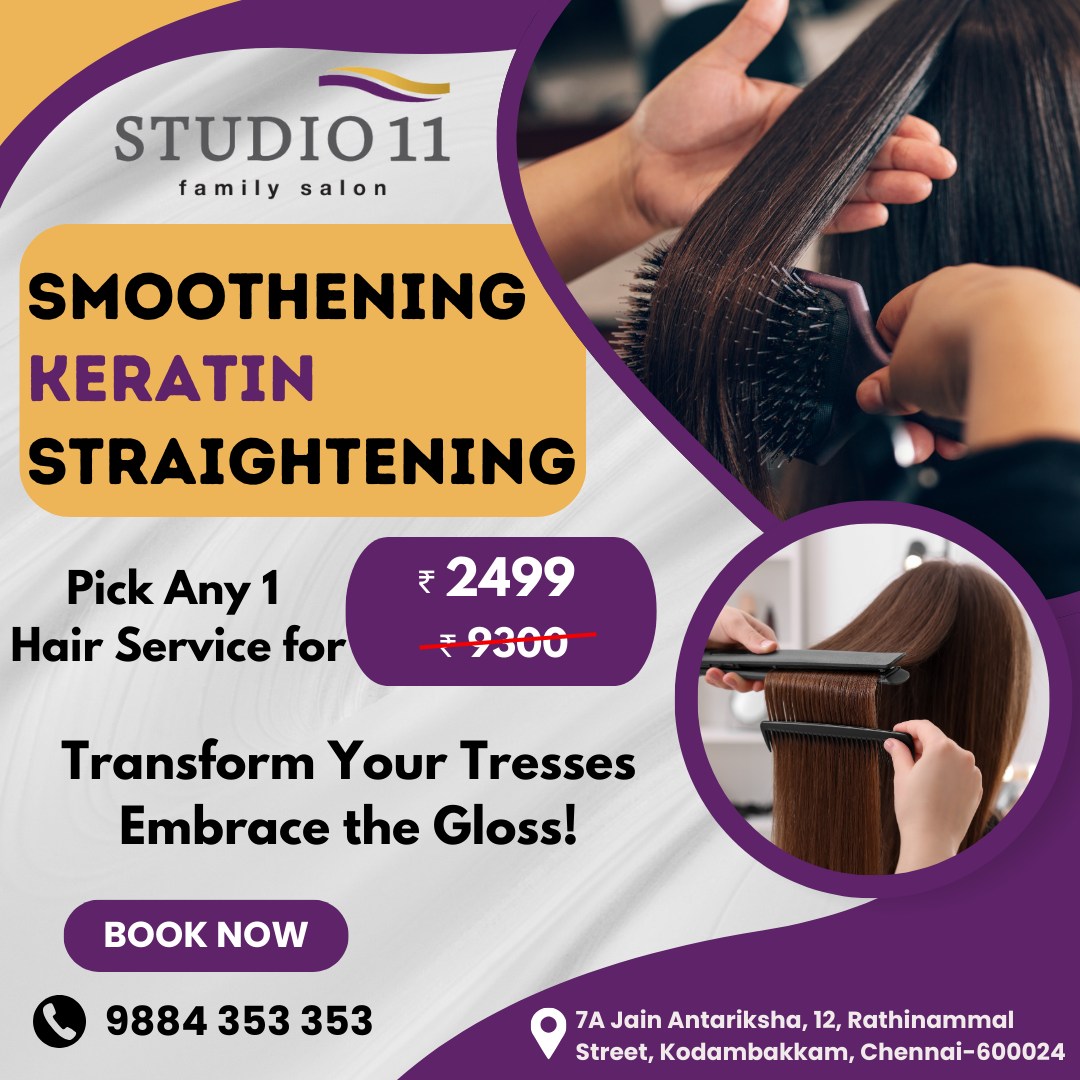 STUDIO 11
family salon
SMOOTHENING
KERATIN
STRAIGHTENING
Pick Any 1
Hair Service for
₹ 2499
₹ 9300
Transform Your Tresses
Embrace the Gloss!
BOOK NOW
9884 353 353
7A Jain Antariksha, 12, Rathinammal
Street, Kodambakkam, Chennai-600024